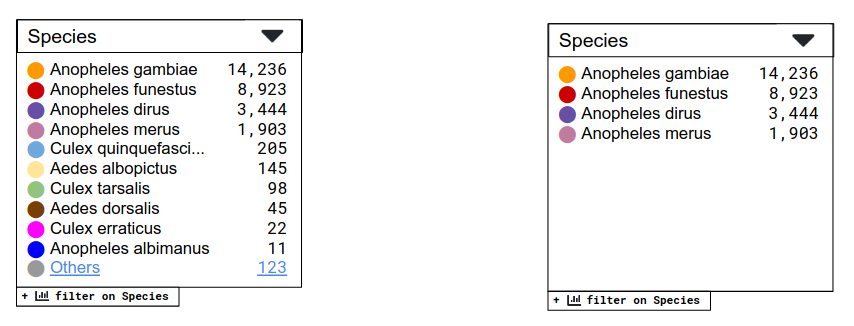 Species
Anopheles gambiae 14,236
Anopheles funestus 8,923
Anopheles dirus 3,444
Anopheles merus 1,903
Culex quinquefasci... 205
Aedes albopictus 145
Culex tarsalis 98
Aedes dorsalis 45
Culex erraticus 22
Anopheles albimanus 11
Others 123
+ filter on Species
Species
Anopheles gambiae 14,236
Anopheles funestus 8,923
Anopheles dirus 3,444
Anopheles merus 1,903
+ filter on Species